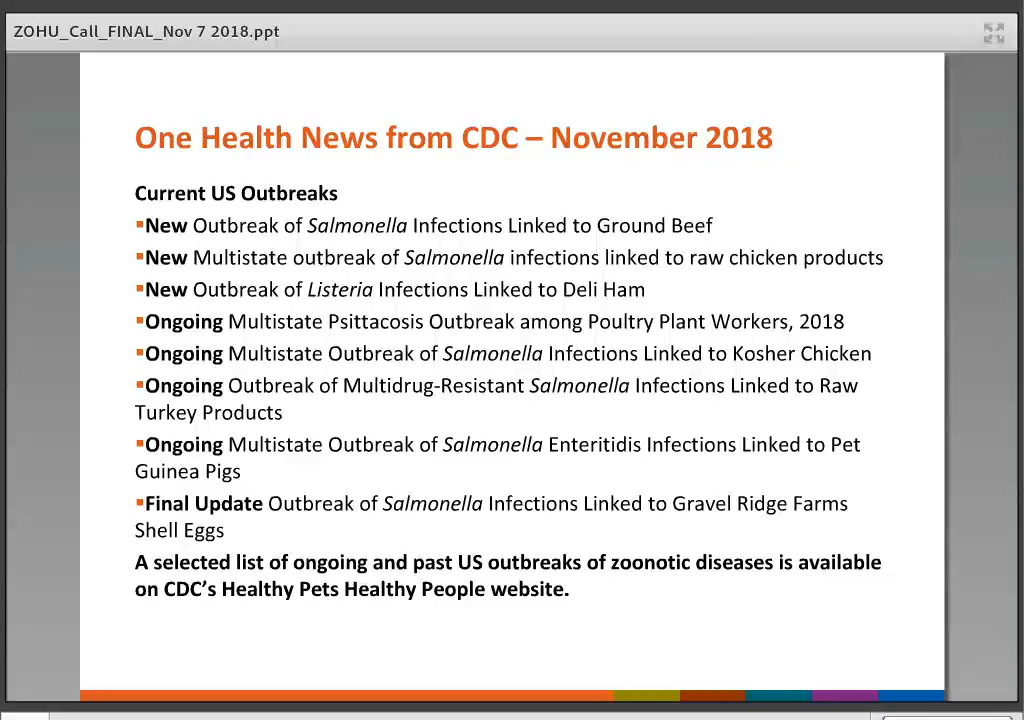 ZOHU_Call_FINAL_Nov 7 2018.ppt
One Health News from CDC – November 2018
Current US Outbreaks
▪New Outbreak of Salmonella Infections Linked to Ground Beef
▪New Multistate outbreak of Salmonella infections linked to raw chicken products
▪New Outbreak of Listeria Infections Linked to Deli Ham
▪Ongoing Multistate Psittacosis Outbreak among Poultry Plant Workers, 2018
▪Ongoing Multistate Outbreak of Salmonella Infections Linked to Kosher Chicken
▪Ongoing Outbreak of Multidrug-Resistant Salmonella Infections Linked to Raw
Turkey Products
▪Ongoing Multistate Outbreak of Salmonella Enteritidis Infections Linked to Pet
Guinea Pigs
▪Final Update Outbreak of Salmonella Infections Linked to Gravel Ridge Farms
Shell Eggs
A selected list of ongoing and past US outbreaks of zoonotic diseases is available
on CDC’s Healthy Pets Healthy People website.